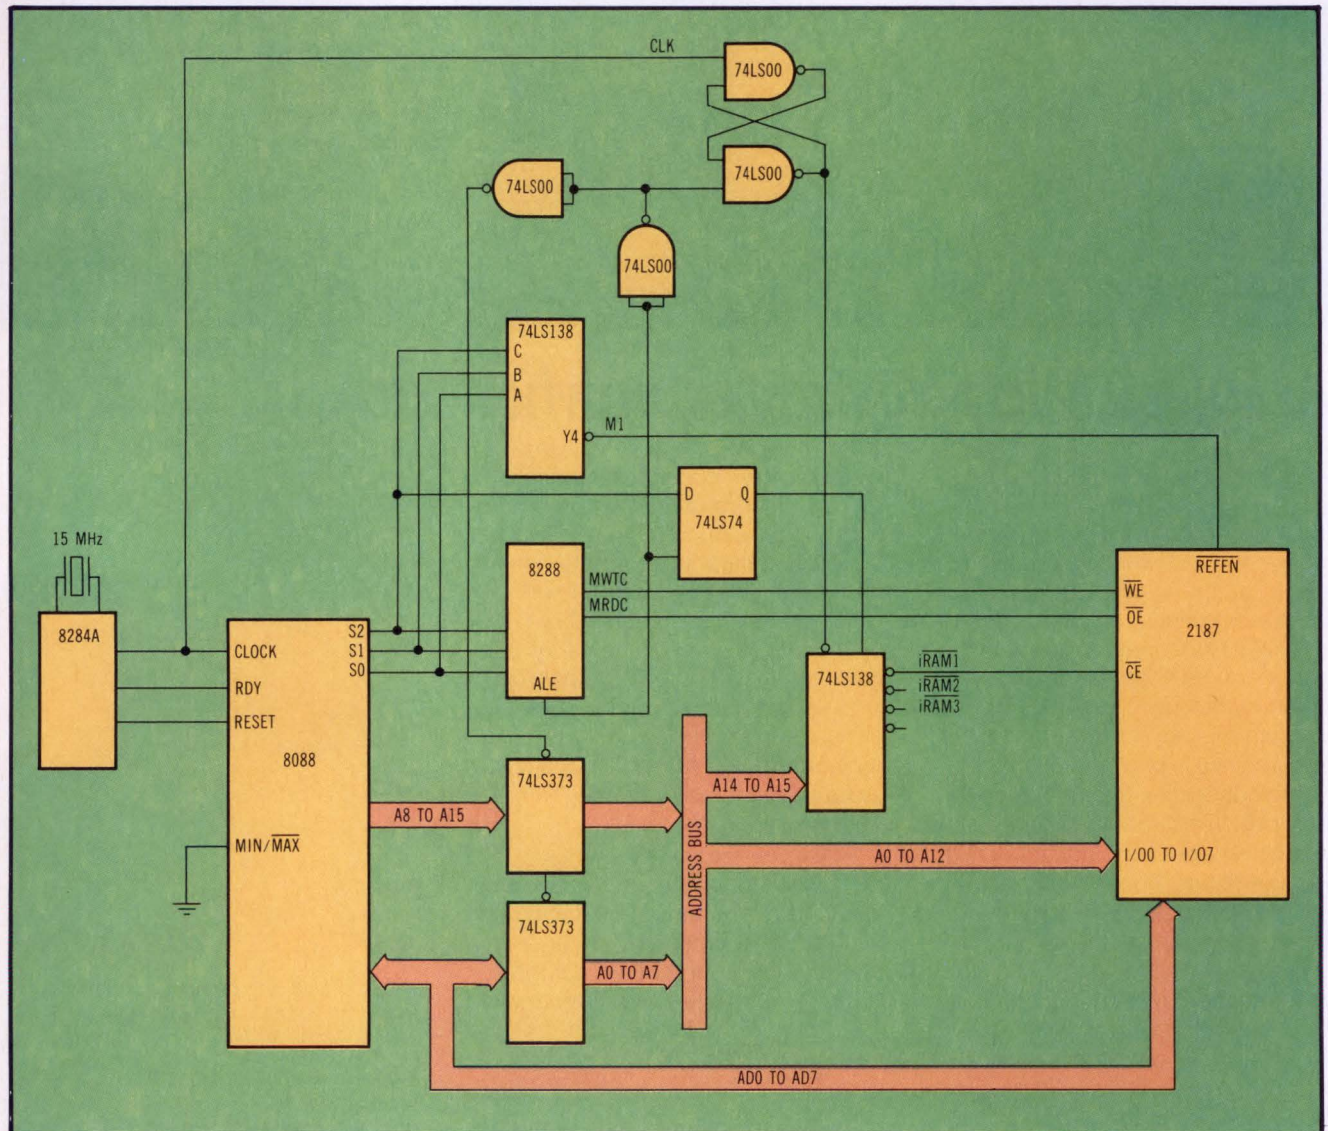 CLK
74LS00
74LS00
74LS00
74LS00
74LS138
C
B
A
Y4
M1
D
Q
74LS74
15 MHz
8284A
CLOCK
RDY
RESET
8088
MIN/MAX
S2
S1
S0
8288
MWTC
MRDC
ALE
REFEN
WE
OE
2187
CE
I/O0 TO I/O7
74LS138
iRAM1
iRAM2
iRAM3
A8 TO A15
74LS373
74LS373
A0 TO A7
ADDRESS BUS
A14 TO A15
A0 TO A12
AD0 TO AD7